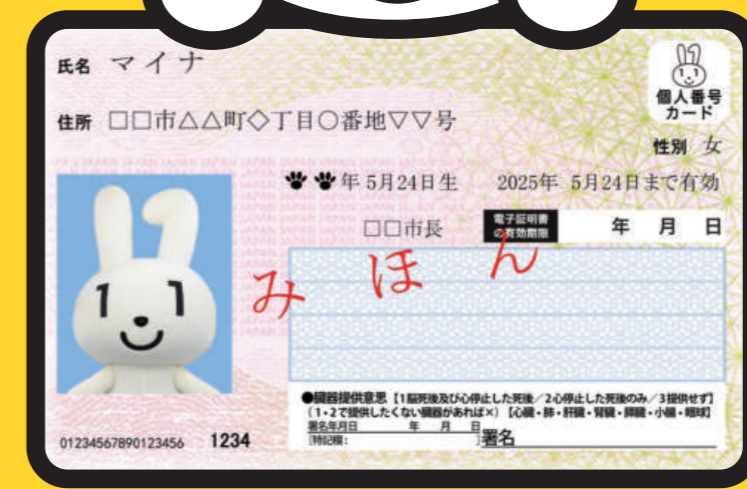 氏名 マイナ
個人番号
カード
住所 □□市△△町◇丁目○番地▽▽号
性別 女
年 5月24日生 2025年 5月24日まで有効
□□市長 電子証明書の有効期限 年 月 日
みほん
●臓器提供意思【1脳死後及び心停止した死後／2心停止した死後のみ／3提供せず】
(1・2で提供したくない臓器があれば×)【心臓・肺・肝臓・腎臓・膵臓・小腸・眼球】
署名年月日 年 月 日
[特記欄: ] 署名
01234567890123456 1234